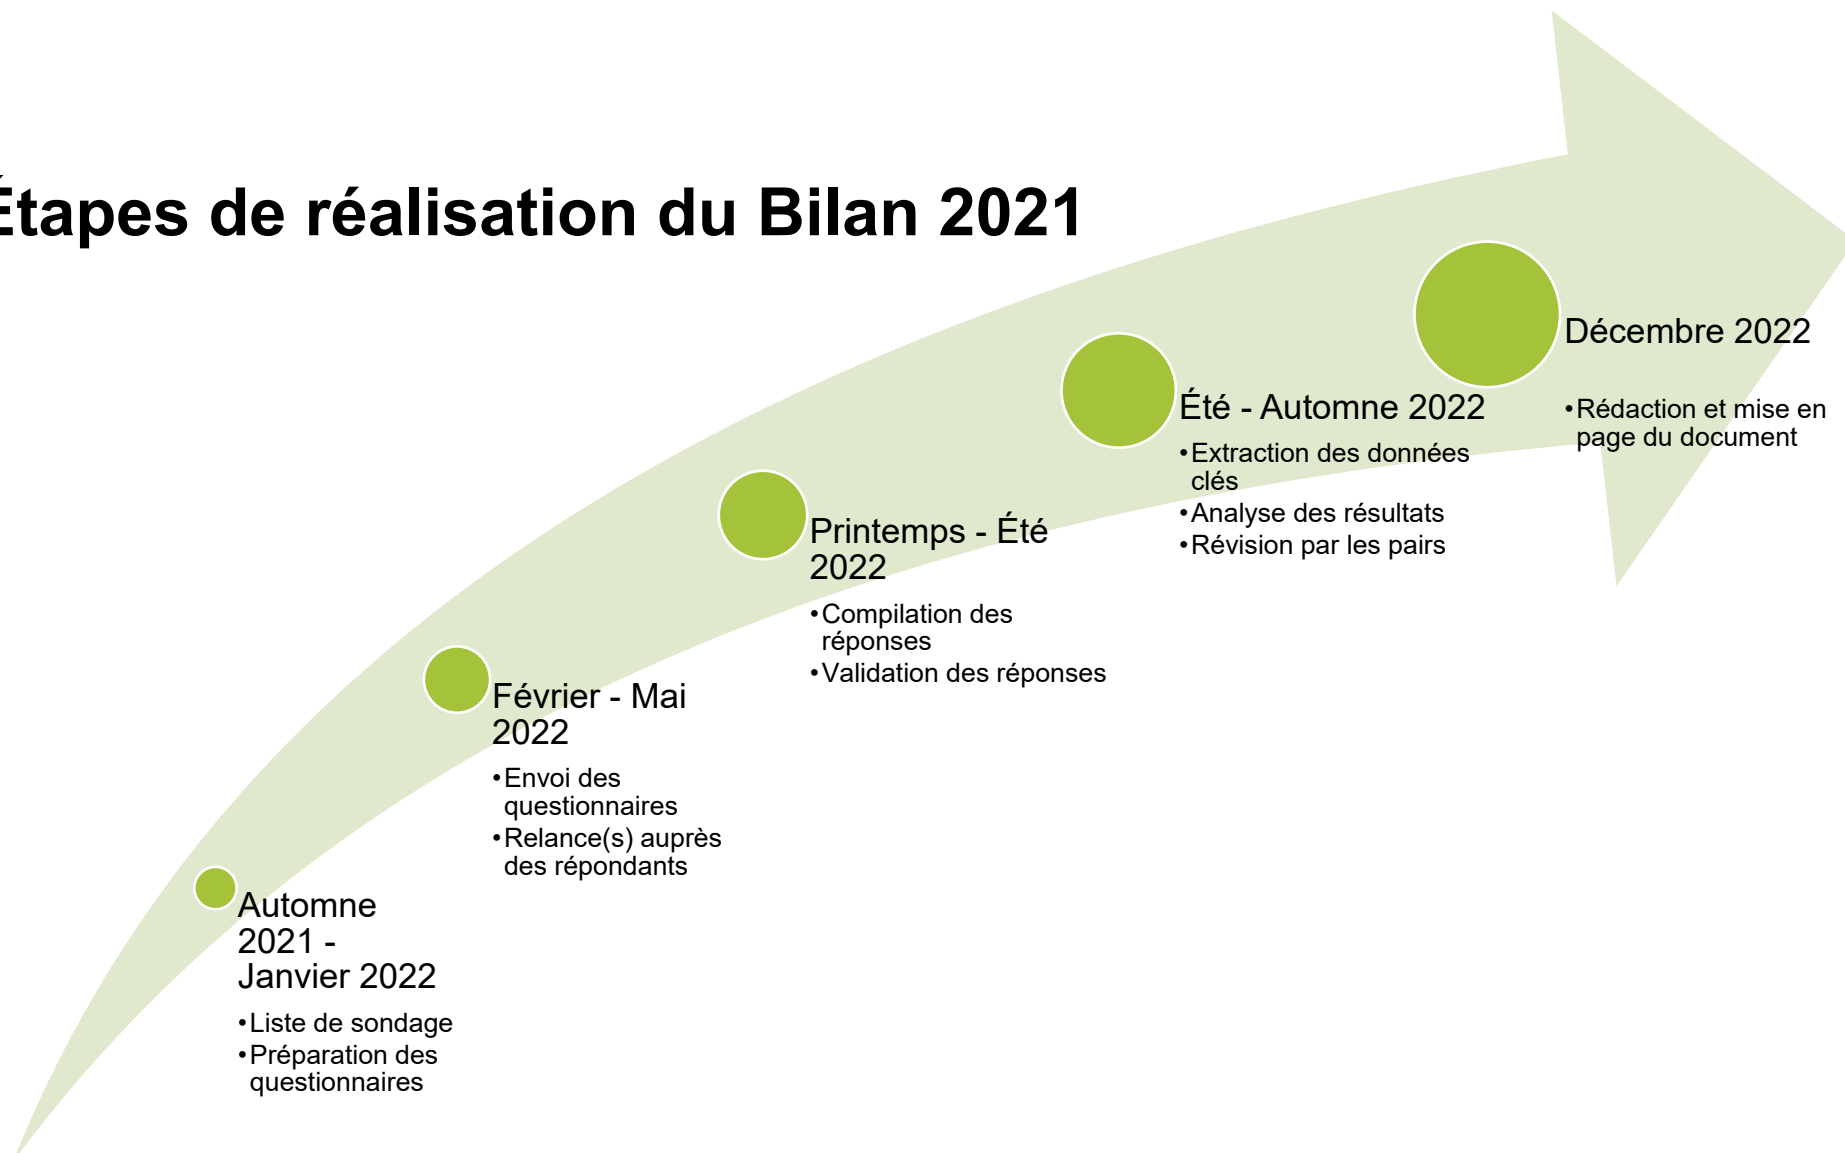 Étapes de réalisation du Bilan 2021
Automne
2021 -
Janvier 2022
•Liste de sondage
•Préparation des
questionnaires
Février - Mai
2022
•Envoi des
questionnaires
•Relance(s) auprès
des répondants
Printemps - Été
2022
•Compilation des
réponses
•Validation des réponses
Été - Automne 2022
•Extraction des données
clés
•Analyse des résultats
•Révision par les pairs
Décembre 2022
•Rédaction et mise en
page du document